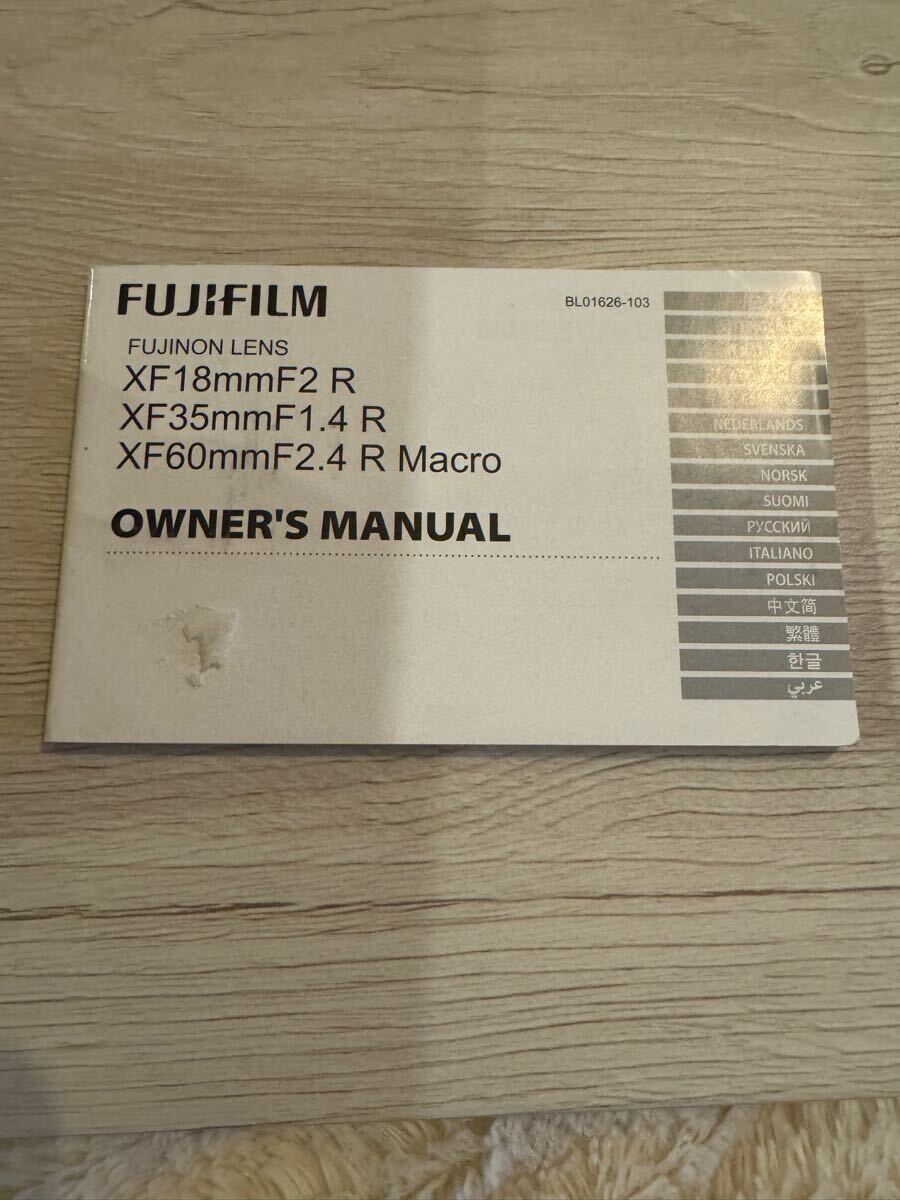 FUJIFILM
BL01626-103
FUJINON LENS
XF18mmF2 R
XF35mmF1.4 R
XF60mmF2.4 R Macro
OWNER'S MANUAL
NEDERLANDS
SVENSKA
NORSK
SUOMI
РУССКИЙ
ITALIANO
POLSKI
中文简
繁體
한글
عربي